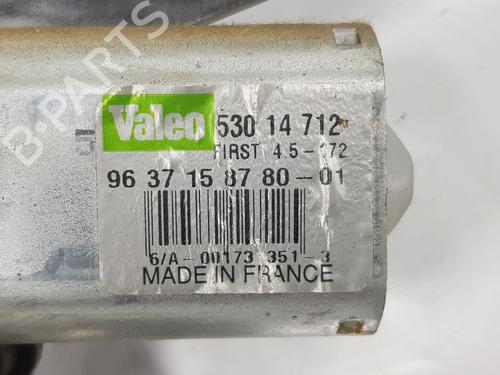 B-PARTS
Valeo 530 14 712
FIRST 4.5-172
96 37 15 87 80-01
6/A-00173 351-3
MADE IN FRANCE